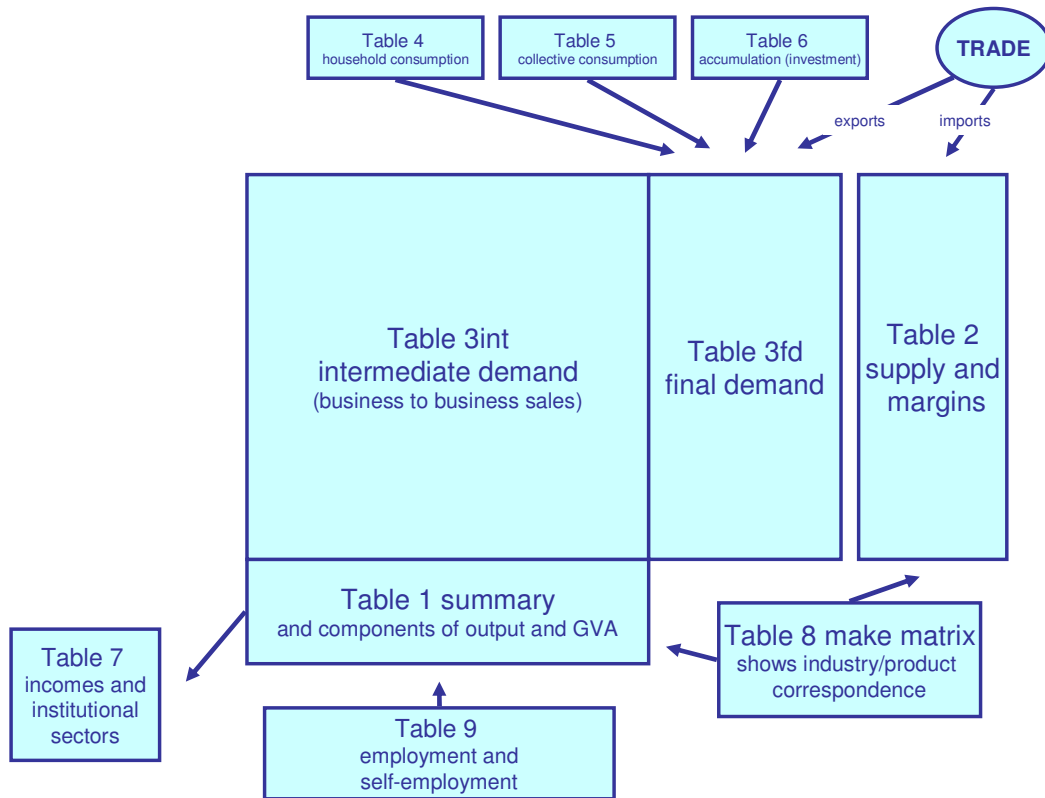 Table 4
household consumption
Table 5
collective consumption
Table 6
accumulation (investment)
TRADE
exports
imports
Table 3int
intermediate demand
(business to business sales)
Table 3fd
final demand
Table 2
supply and
margins
Table 1 summary
and components of output and GVA
Table 7
incomes and
institutional
sectors
Table 8 make matrix
shows industry/product
correspondence
Table 9
employment and
self-employment